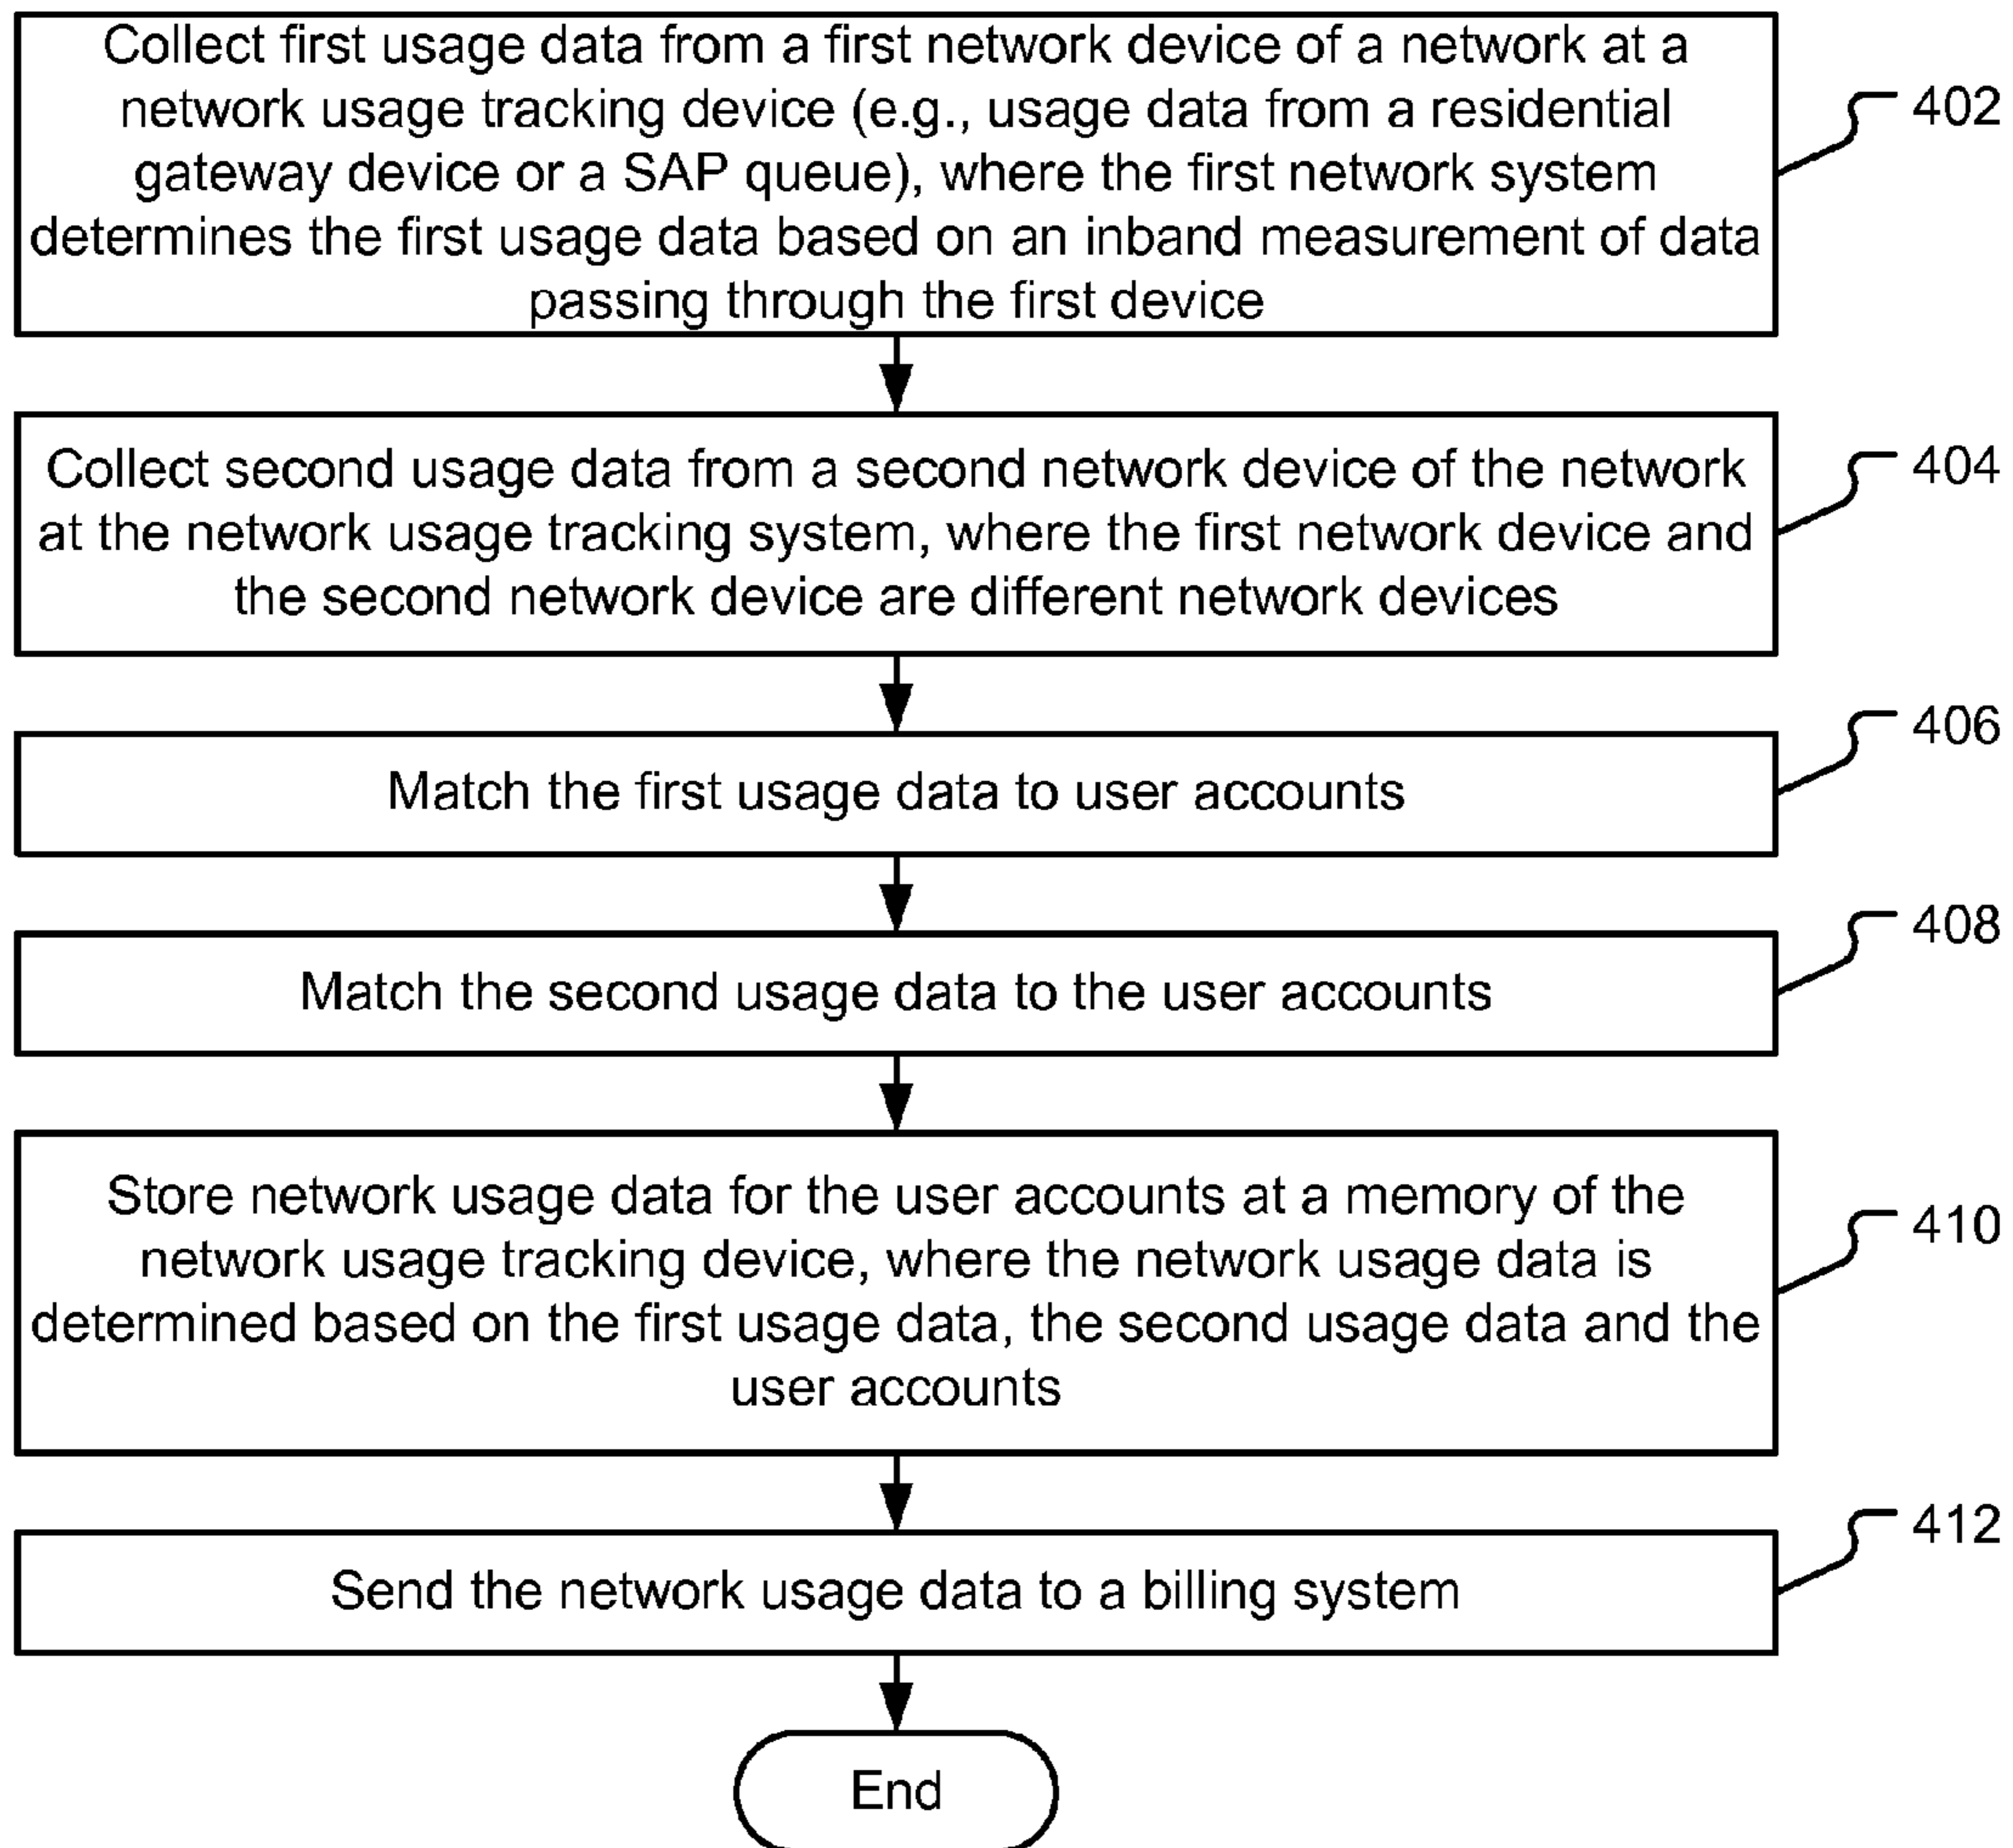 Collect first usage data from a first network device of a network at a
network usage tracking device (e.g., usage data from a residential
gateway device or a SAP queue), where the first network system
determines the first usage data based on an inband measurement of data
passing through the first device
402
Collect second usage data from a second network device of the network
at the network usage tracking system, where the first network device and
the second network device are different network devices
404
Match the first usage data to user accounts
406
Match the second usage data to the user accounts
408
Store network usage data for the user accounts at a memory of the
network usage tracking device, where the network usage data is
determined based on the first usage data, the second usage data and the
user accounts
410
Send the network usage data to a billing system
412
End